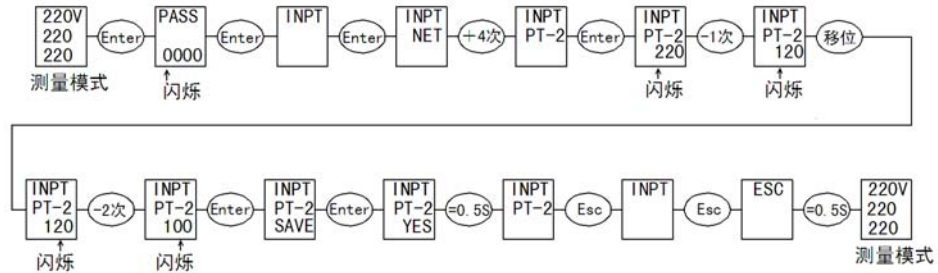 220V
220
220
测量模式
Enter
PASS
0000
闪烁
Enter
INPT
Enter
INPT
NET
+4次
INPT
PT-2
Enter
INPT
PT-2
220
闪烁
-1次
INPT
PT-2
120
闪烁
移位
INPT
PT-2
120
闪烁
-2次
INPT
PT-2
100
闪烁
Enter
INPT
PT-2
SAVE
Enter
INPT
PT-2
YES
=0.5S
INPT
PT-2
Esc
INPT
Esc
ESC
=0.5S
220V
220
220
测量模式